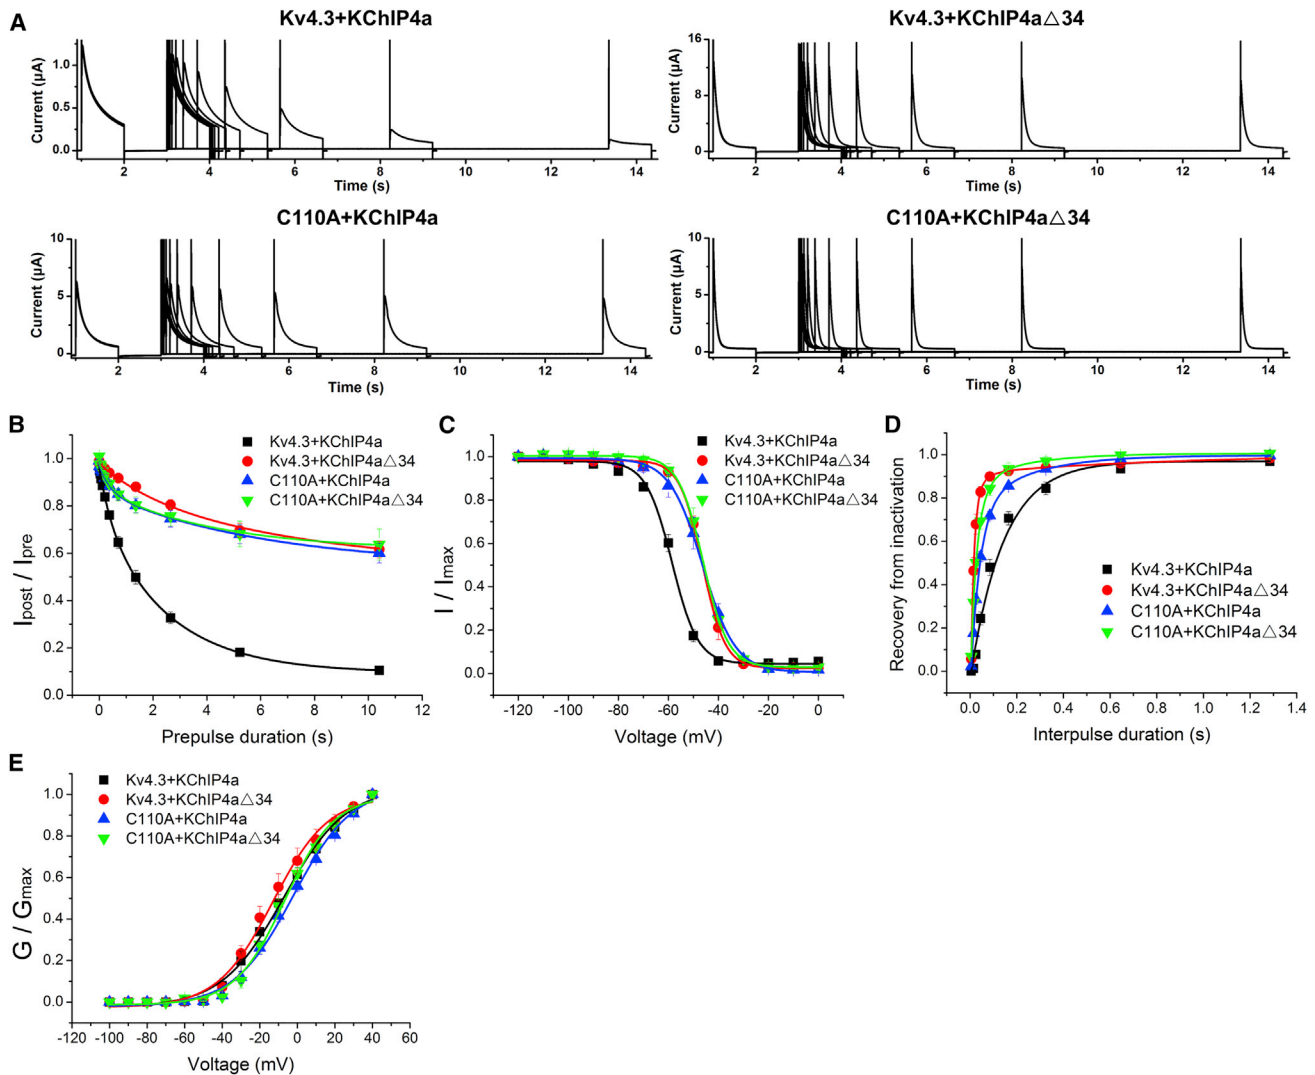 A
Kv4.3+KChIP4a
Current (µA)
1.0
0.5
0.0
2 4 6 8 10 12 14
Time (s)
Kv4.3+KChIP4a△34
Current (µA)
16
8
0
2 4 6 8 10 12 14
Time (s)
C110A+KChIP4a
Current (µA)
10
5
0
2 4 6 8 10 12 14
Time (s)
C110A+KChIP4a△34
Current (µA)
10
5
0
2 4 6 8 10 12 14
Time (s)
B
Kv4.3+KChIP4a
Kv4.3+KChIP4a△34
C110A+KChIP4a
C110A+KChIP4a△34
Ipost / Ipre
1.0
0.8
0.6
0.4
0.2
0.0
0 2 4 6 8 10 12
Prepulse duration (s)
C
Kv4.3+KChIP4a
Kv4.3+KChIP4a△34
C110A+KChIP4a
C110A+KChIP4a△34
I / Imax
1.0
0.8
0.6
0.4
0.2
0.0
-120 -100 -80 -60 -40 -20 0
Voltage (mV)
D
Recovery from inactivation
1.0
0.8
0.6
0.4
0.2
0.0
Kv4.3+KChIP4a
Kv4.3+KChIP4a△34
C110A+KChIP4a
C110A+KChIP4a△34
0.0 0.2 0.4 0.6 0.8 1.0 1.2 1.4
Interpulse duration (s)
E
Kv4.3+KChIP4a
Kv4.3+KChIP4a△34
C110A+KChIP4a
C110A+KChIP4a△34
G / Gmax
1.0
0.8
0.6
0.4
0.2
0.0
-120 -100 -80 -60 -40 -20 0 20 40 60
Voltage (mV)